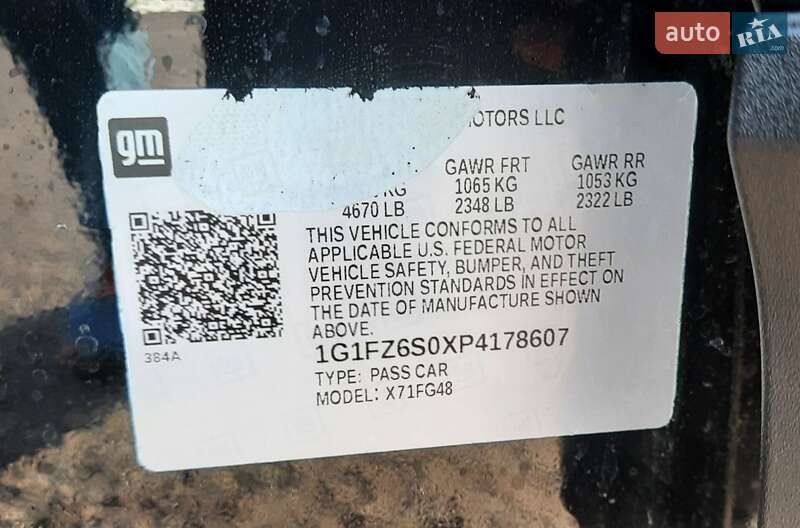 auto RIA
.com
gm
MOTORS LLC
GAWR FRT GAWR RR
KG 1065 KG 1053 KG
4670 LB 2348 LB 2322 LB
THIS VEHICLE CONFORMS TO ALL
APPLICABLE U.S. FEDERAL MOTOR
VEHICLE SAFETY, BUMPER, AND THEFT
PREVENTION STANDARDS IN EFFECT ON
THE DATE OF MANUFACTURE SHOWN
ABOVE.
384A
1G1FZ6S0XP4178607
TYPE: PASS CAR
MODEL: X71FG48